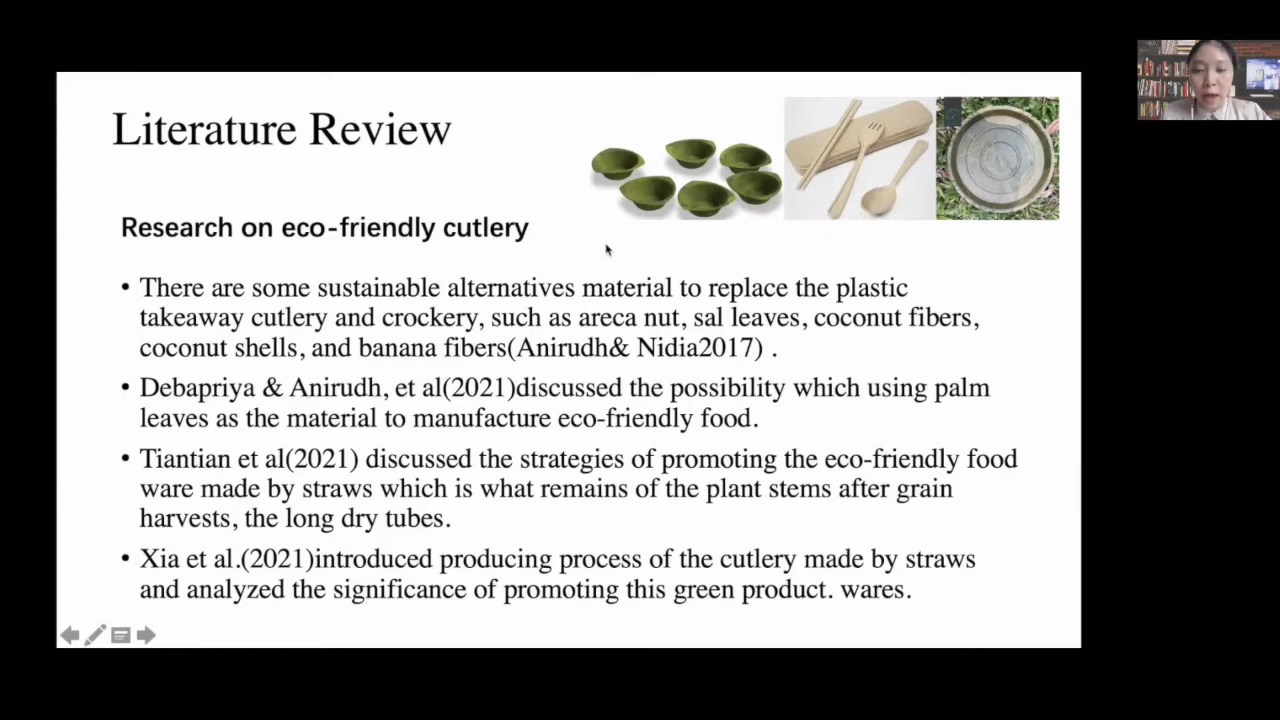 Literature Review
Research on eco-friendly cutlery
• There are some sustainable alternatives material to replace the plastic
takeaway cutlery and crockery, such as areca nut, sal leaves, coconut fibers,
coconut shells, and banana fibers(Anirudh& Nidia2017) .
• Debapriya & Anirudh, et al(2021)discussed the possibility which using palm
leaves as the material to manufacture eco-friendly food.
• Tiantian et al(2021) discussed the strategies of promoting the eco-friendly food
ware made by straws which is what remains of the plant stems after grain
harvests, the long dry tubes.
• Xia et al.(2021)introduced producing process of the cutlery made by straws
and analyzed the significance of promoting this green product. wares.